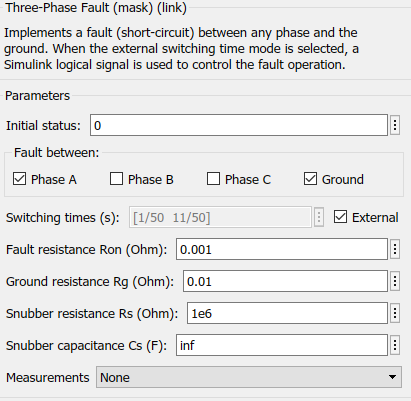 Three-Phase Fault (mask) (link)
Implements a fault (short-circuit) between any phase and the
ground. When the external switching time mode is selected, a
Simulink logical signal is used to control the fault operation.
Parameters
Initial status: 0
Fault between:
Phase A Phase B Phase C Ground
Switching times (s): [1/50 11/50] External
Fault resistance Ron (Ohm): 0.001
Ground resistance Rg (Ohm): 0.01
Snubber resistance Rs (Ohm): 1e6
Snubber capacitance Cs (F): inf
Measurements None